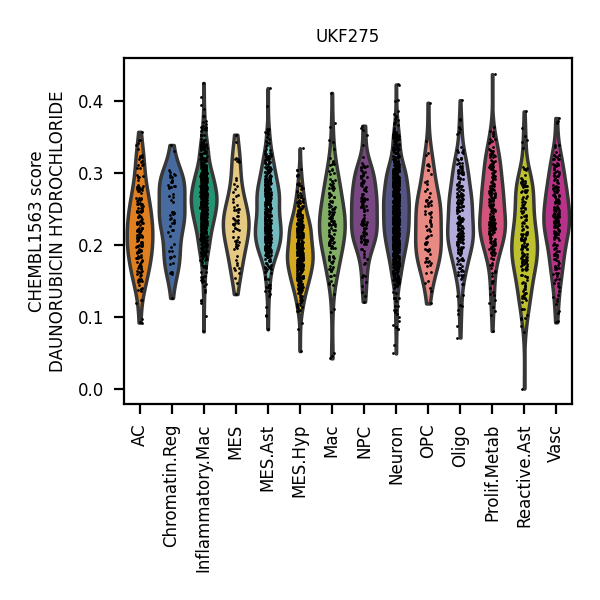 UKF275
CHEMBL1563 score
DAUNORUBICIN HYDROCHLORIDE
0.4
0.3
0.2
0.1
0.0
AC
Chromatin.Reg
Inflammatory.Mac
MES
MES.Ast
MES.Hyp
Mac
NPC
Neuron
OPC
Oligo
Prolif.Metab
Reactive.Ast
Vasc